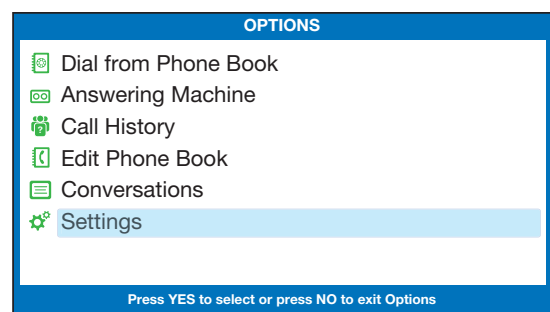 OPTIONS
Dial from Phone Book
Answering Machine
Call History
Edit Phone Book
Conversations
Settings
Press YES to select or press NO to exit Options